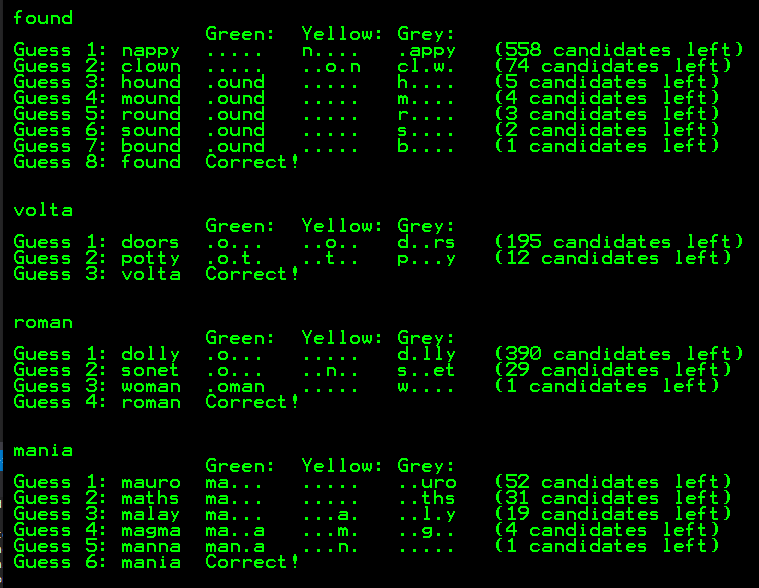 found
Green: Yellow: Grey:
Guess 1: nappy ..... n.... .appy (558 candidates left)
Guess 2: clown ..... ..o.n cl.w. (74 candidates left)
Guess 3: hound .ound ..... h.... (5 candidates left)
Guess 4: mound .ound ..... m.... (4 candidates left)
Guess 5: round .ound ..... r.... (3 candidates left)
Guess 6: sound .ound ..... s.... (2 candidates left)
Guess 7: bound .ound ..... b.... (1 candidates left)
Guess 8: found Correct!
volta
Green: Yellow: Grey:
Guess 1: doors .o... ..o.. d..rs (195 candidates left)
Guess 2: potty .o.t. ..t.. p...y (12 candidates left)
Guess 3: volta Correct!
roman
Green: Yellow: Grey:
Guess 1: dolly .o... ..... d.lly (390 candidates left)
Guess 2: sonet .o... ..n.. s..et (29 candidates left)
Guess 3: woman .oman ..... w.... (1 candidates left)
Guess 4: roman Correct!
mania
Green: Yellow: Grey:
Guess 1: mauro ma... ..... ..uro (52 candidates left)
Guess 2: maths ma... ..... ..ths (31 candidates left)
Guess 3: malay ma... ...a. ..l.y (19 candidates left)
Guess 4: magma ma..a ...m. ..g.. (4 candidates left)
Guess 5: manna man.a ...n. ..... (1 candidates left)
Guess 6: mania Correct!